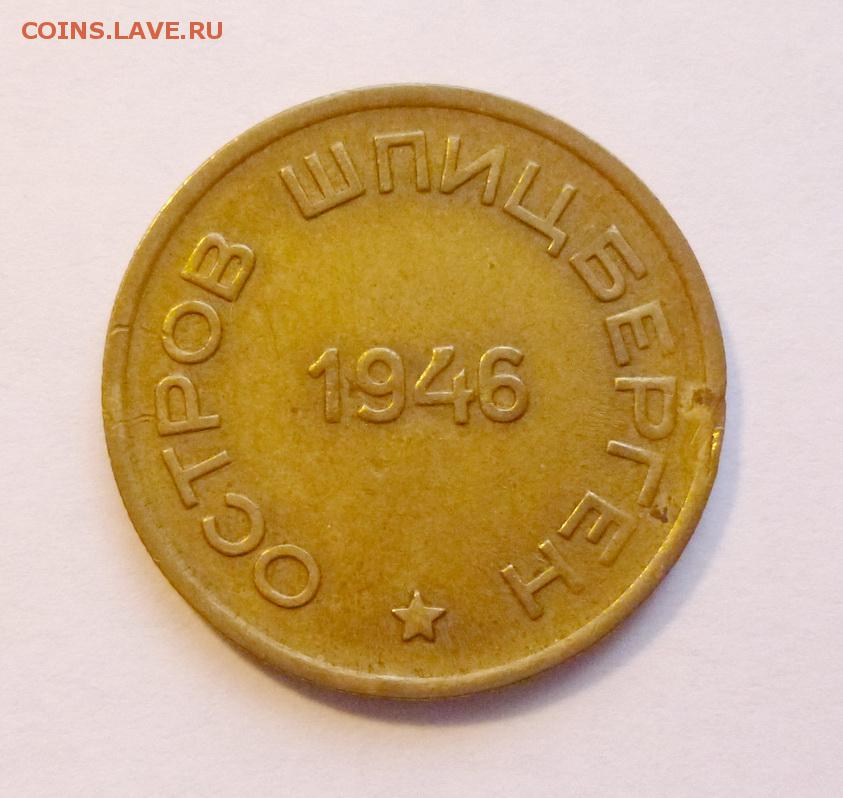 COINS.LAVE.RU
ОСТРОВ ШПИЦБЕРГЕН
1946